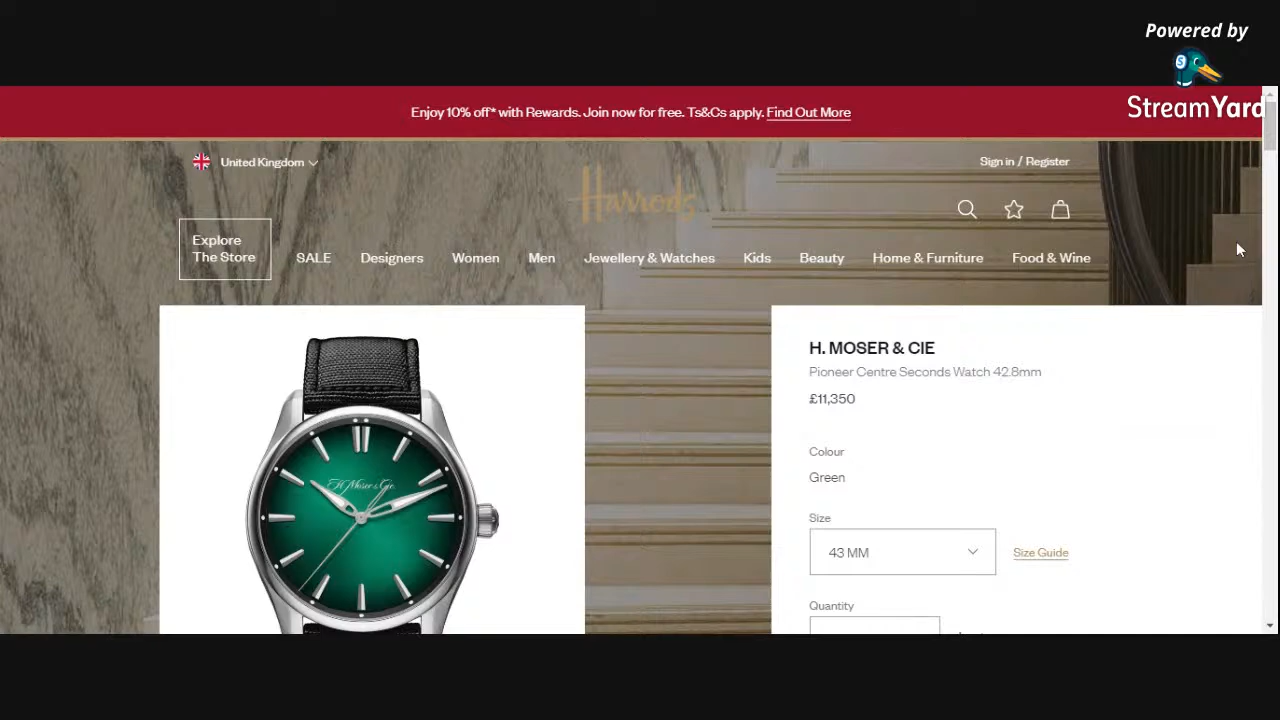 Powered by
StreamYard
Enjoy 10% off* with Rewards. Join now for free. Ts&Cs apply. Find Out More
United Kingdom
Sign in / Register
Harrods
Explore
The Store
SALE
Designers
Women
Men
Jewellery & Watches
Kids
Beauty
Home & Furniture
Food & Wine
H. Moser & Cie.
H. MOSER & CIE
Pioneer Centre Seconds Watch 42.8mm
£11,350
Colour
Green
Size
43 MM
Size Guide
Quantity